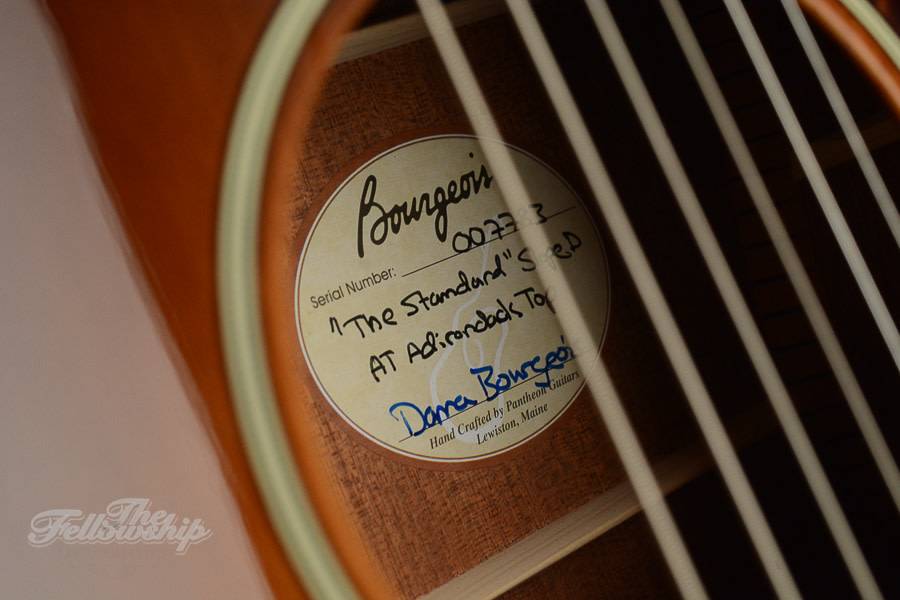 Bourgeois
Serial Number:
"The Standard"
AT Adirondack Top
Dana Bourgeois
Hand Crafted by Pantheon Guitars
Lewiston, Maine
The
Fellowship